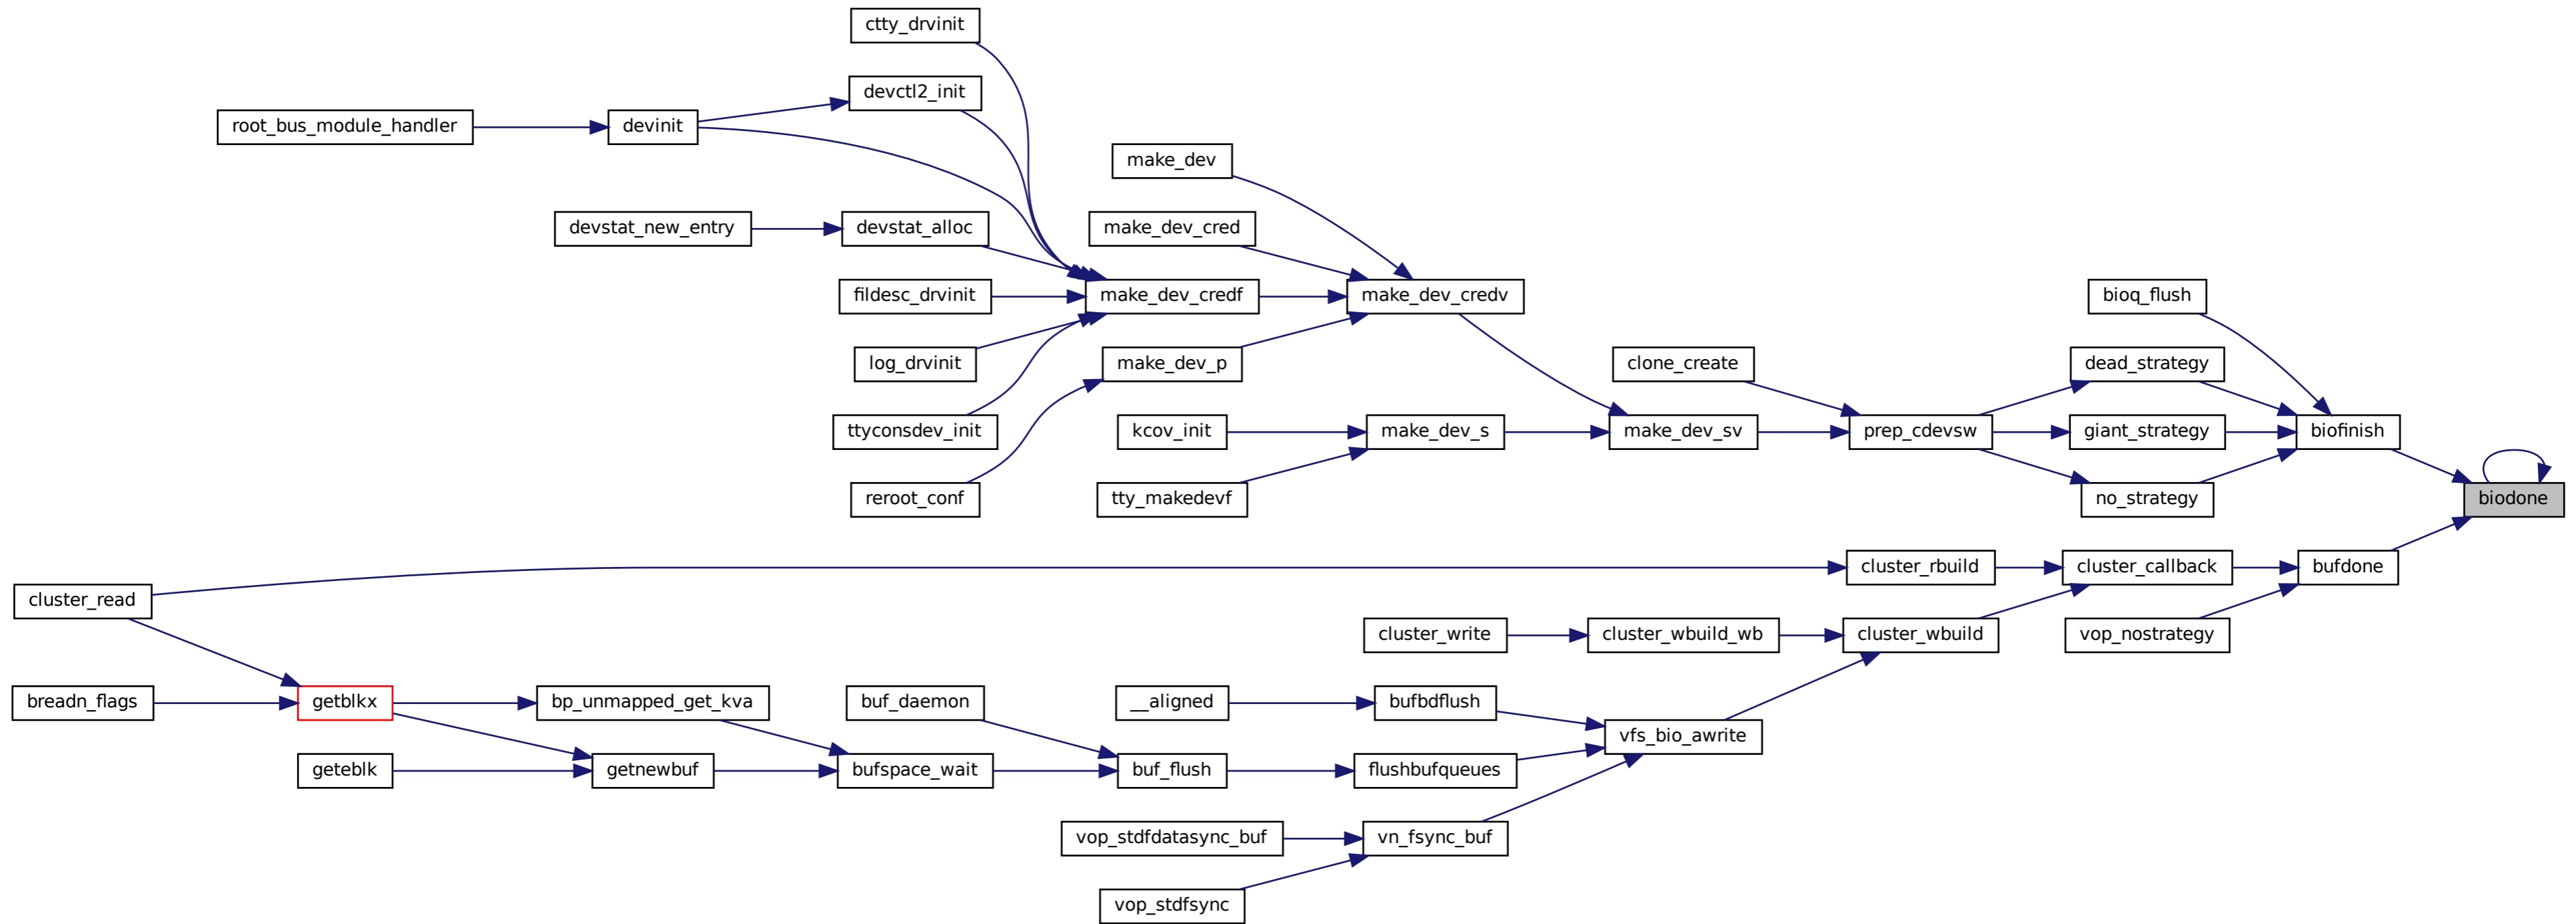 ctty_drvinit
devctl2_init
root_bus_module_handler
devinit
make_dev
devstat_new_entry
devstat_alloc
make_dev_cred
fildesc_drvinit
make_dev_credf
make_dev_credv
bioq_flush
log_drvinit
make_dev_p
clone_create
dead_strategy
ttyconsdev_init
kcov_init
make_dev_s
make_dev_sv
prep_cdevsw
giant_strategy
biofinish
reroot_conf
tty_makedevf
no_strategy
biodone
cluster_rbuild
cluster_callback
bufdone
cluster_read
cluster_write
cluster_wbuild_wb
cluster_wbuild
vop_nostrategy
breadn_flags
getblkx
bp_unmapped_get_kva
buf_daemon
__aligned
bufbdflush
vfs_bio_awrite
geteblk
getnewbuf
bufspace_wait
buf_flush
flushbufqueues
vop_stdfdatasync_buf
vn_fsync_buf
vop_stdfsync